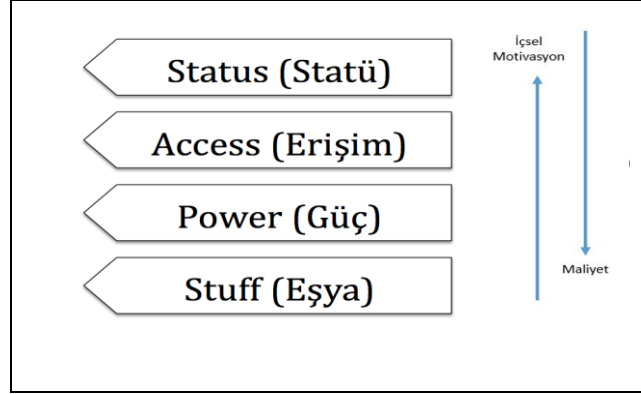 Status (Statü)
Access (Erişim)
Power (Güç)
Stuff (Eşya)
İçsel
Motivasyon
Maliyet